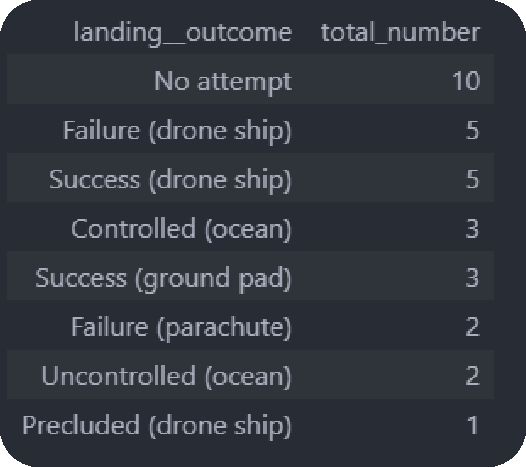 landing__outcome total_number
No attempt 10
Failure (drone ship) 5
Success (drone ship) 5
Controlled (ocean) 3
Success (ground pad) 3
Failure (parachute) 2
Uncontrolled (ocean) 2
Precluded (drone ship) 1